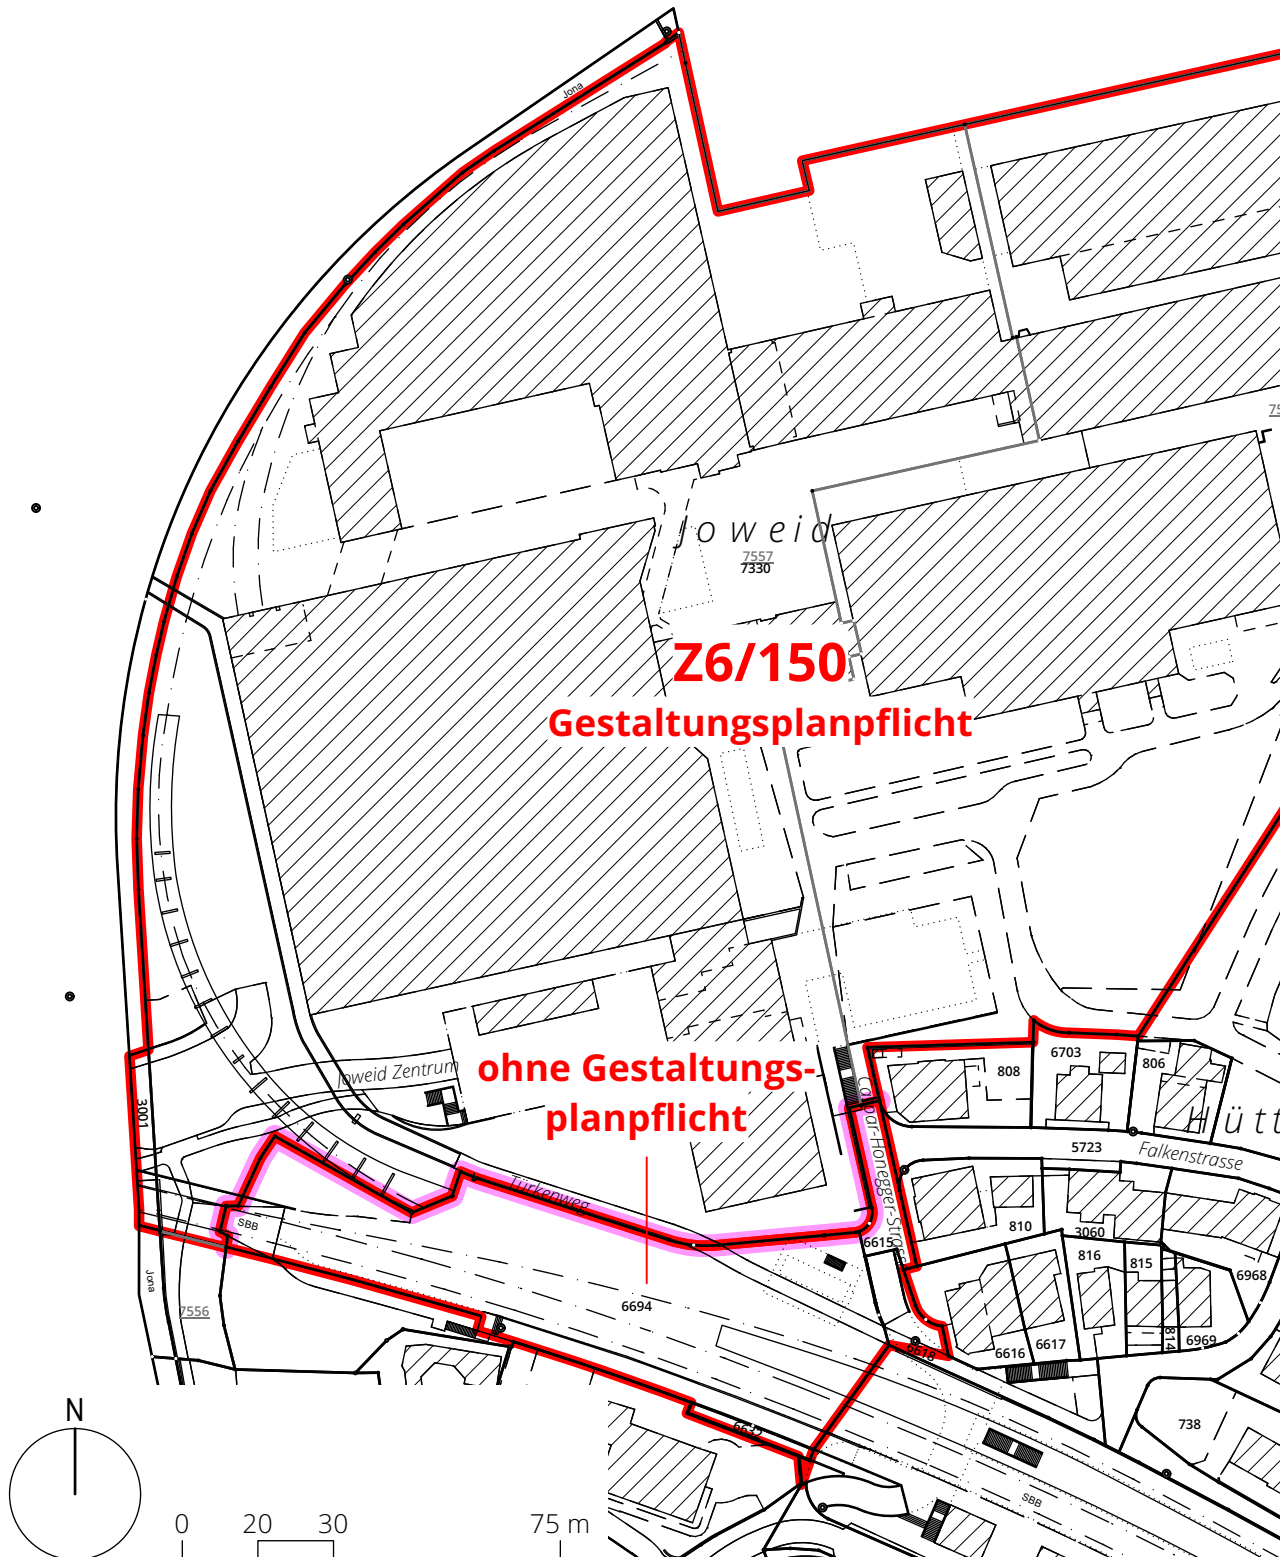 Jona
75
Joweid
7557
7330
Z6/150
Gestaltungsplanpflicht
ohne Gestaltungs-
planpflicht
Joweid Zentrum
3001
Türkenweg
SBB
Caspar-Honegger-Strasse
6703
808
806
Hütt
5723
Falkenstrasse
810
3060
6615
816
815
6968
Jona
7556
6694
814
6969
6616
6617
6618
738
6635
SBB
N
0 20 30 75 m